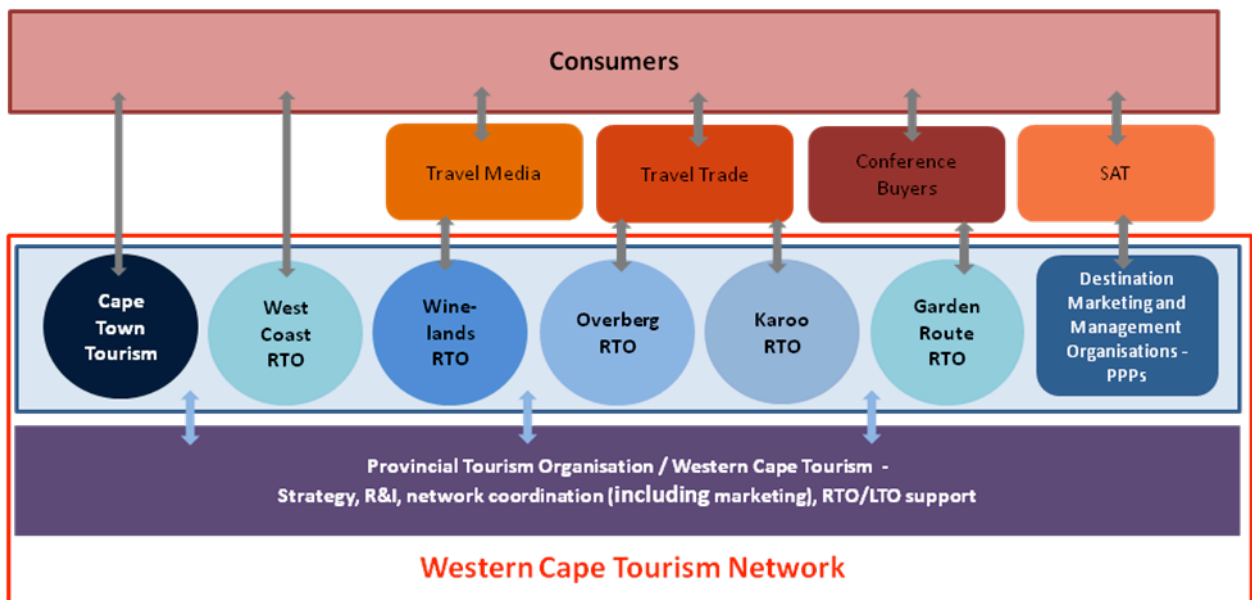 Consumers
Travel Media
Travel Trade
Conference
Buyers
SAT
Cape
Town
Tourism
West
Coast
RTO
Wine-
lands
RTO
Overberg
RTO
Karoo
RTO
Garden
Route
RTO
Destination
Marketing and
Management
Organisations -
PPPs
Provincial Tourism Organisation / Western Cape Tourism -
Strategy, R&I, network coordination (including marketing), RTO/LTO support
Western Cape Tourism Network